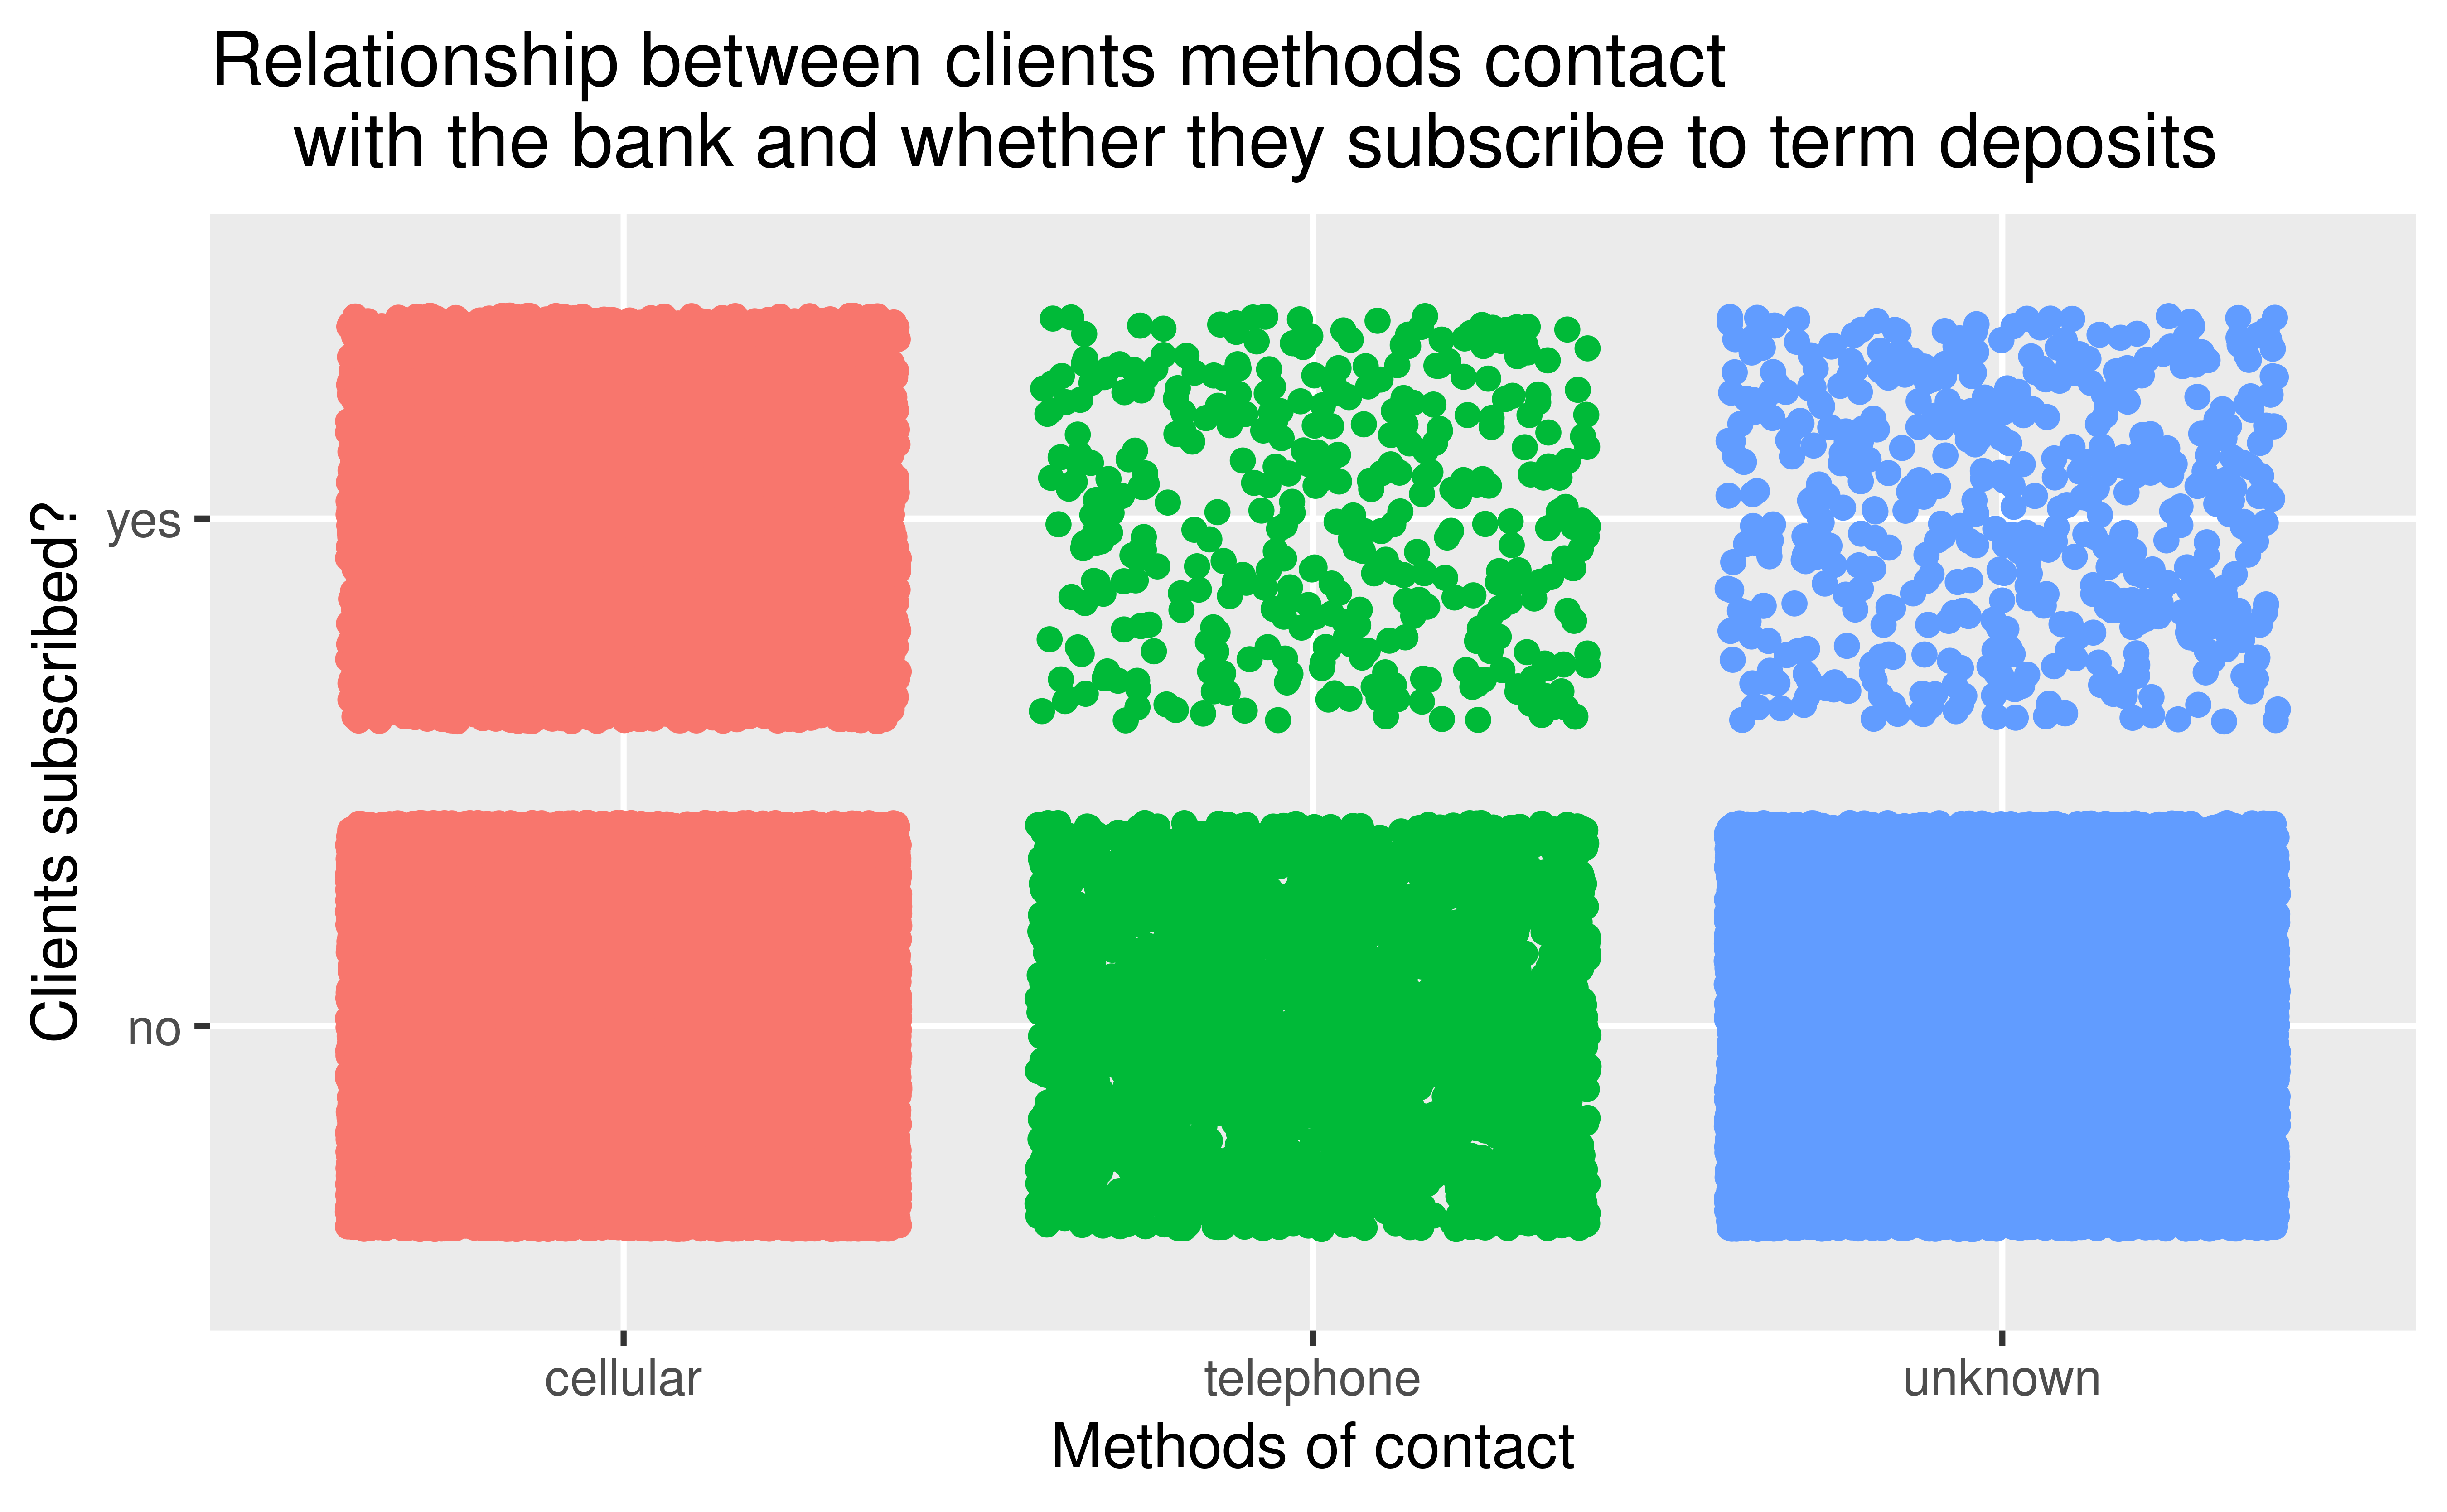 Relationship between clients methods contact
with the bank and whether they subscribe to term deposits
Clients subscribed?
yes
no
cellular telephone unknown
Methods of contact